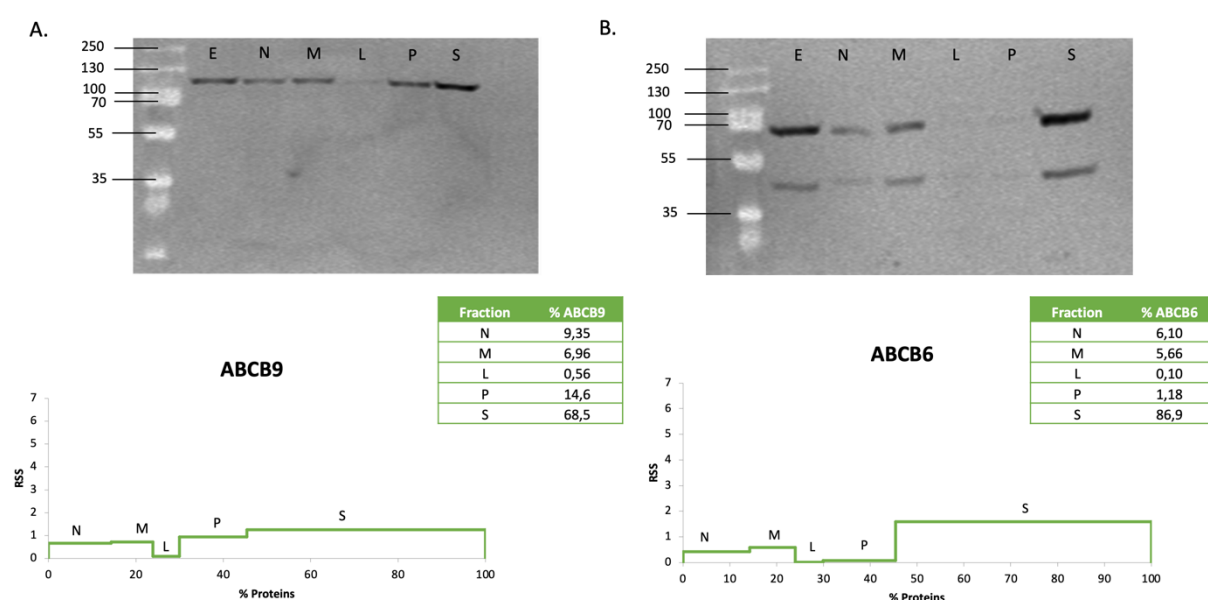 A.
250
130
100
70
55
35
E N M L P S
B.
250
130
100
70
55
35
E N M L P S
Fraction % ABCB9
N 9,35
M 6,96
L 0,56
P 14,6
S 68,5
ABCB9
7
6
5
4
3
2
1
0
RSS
N M L P S
0 20 40 60 80 100
% Proteins
Fraction % ABCB6
N 6,10
M 5,66
L 0,10
P 1,18
S 86,9
ABCB6
7
6
5
4
3
2
1
0
RSS
N M L P S
0 10 20 30 40 50 60 70 80 90 100
% Proteins